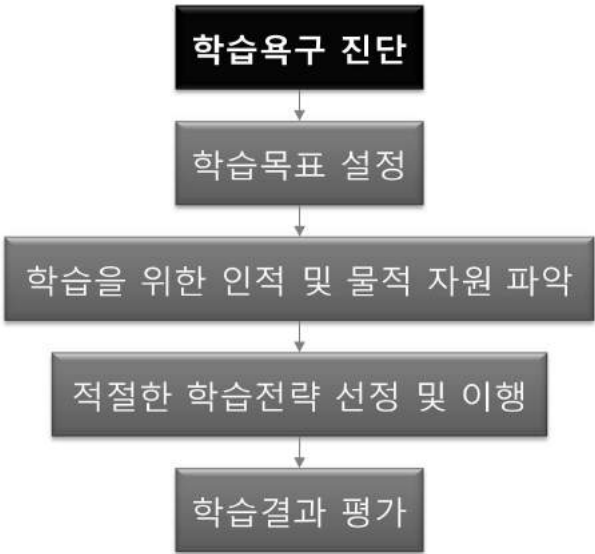 학습욕구 진단
학습목표 설정
학습을 위한 인적 및 물적 자원 파악
적절한 학습전략 선정 및 이행
학습결과 평가